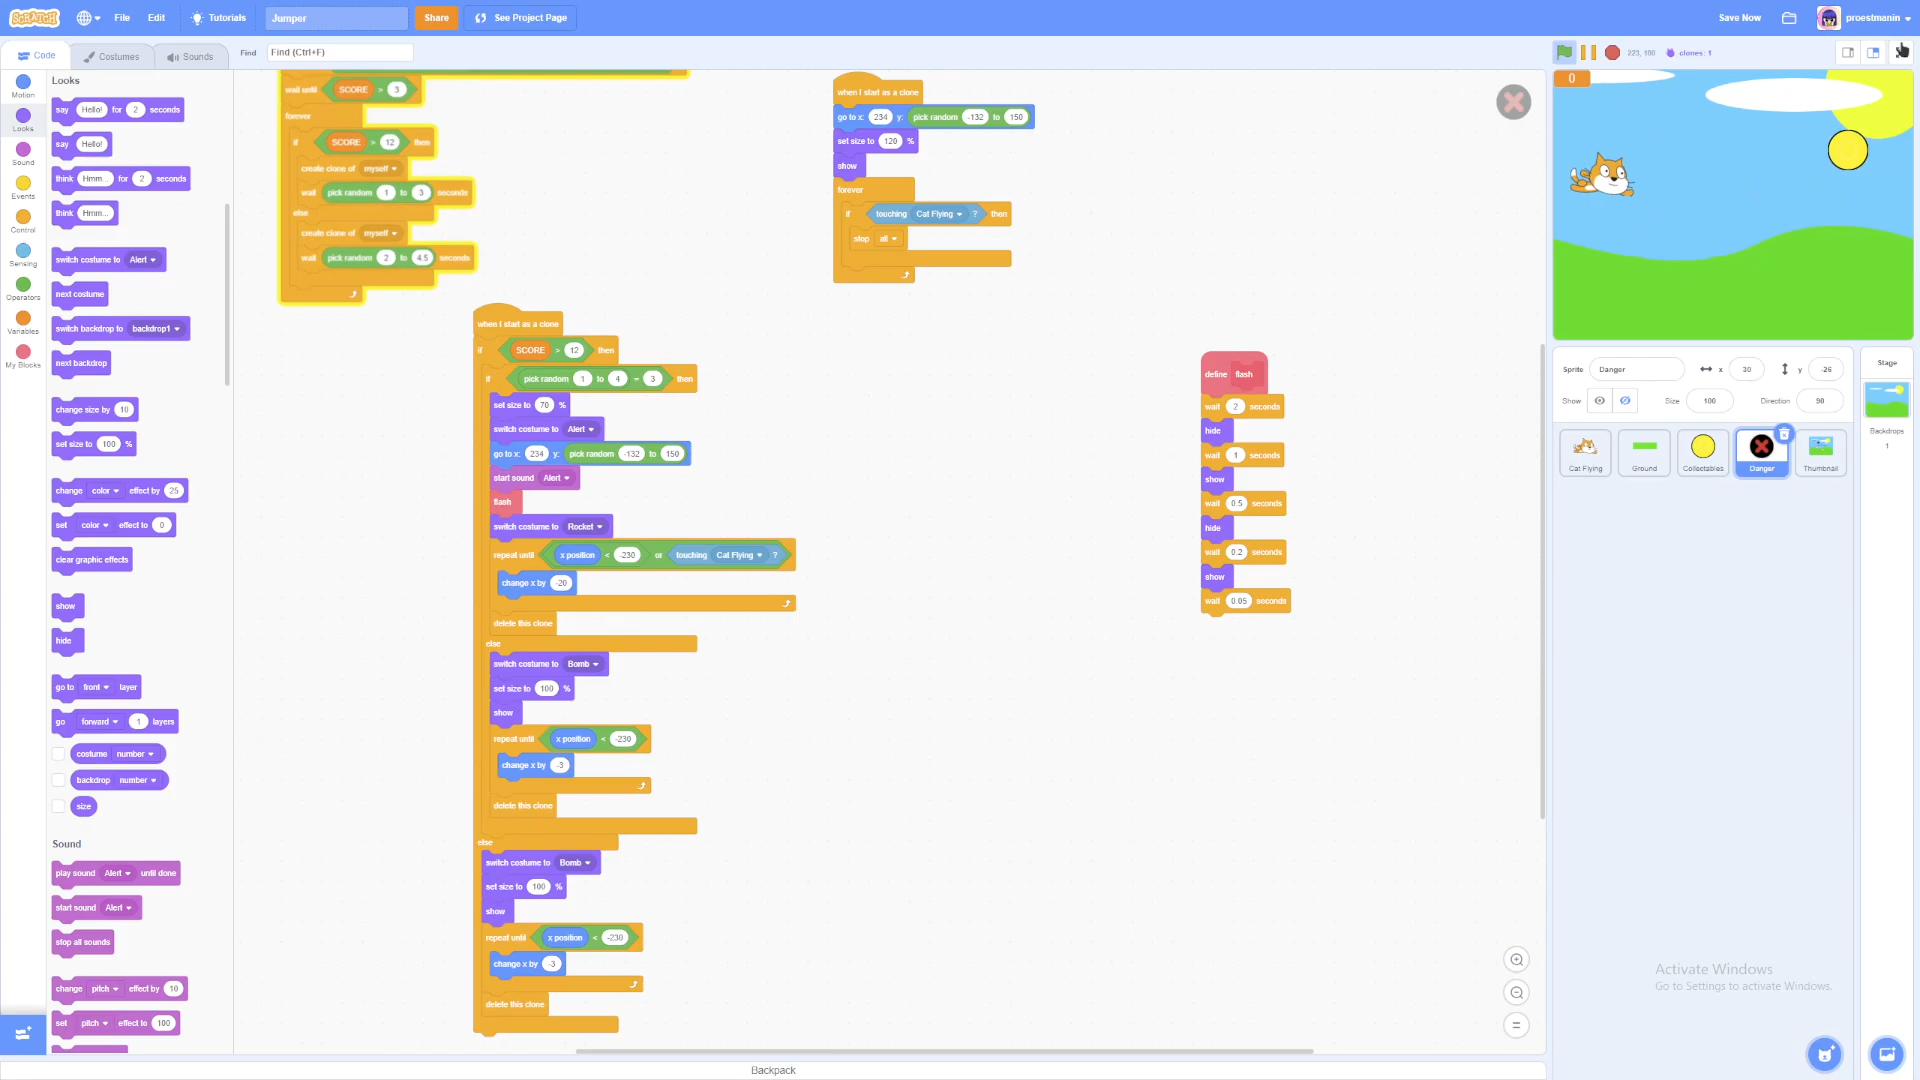 SCRATCH
File
Edit
Tutorials
Jumper
Share
See Project Page
Save Now
proestmanin
Code
Costumes
Sounds
Find
Find (Ctrl+F)
223, 100
clones: 1
Motion
Looks
Sound
Events
Control
Sensing
Operators
Variables
My Blocks
Looks
say Hello! for 2 seconds
say Hello!
think Hmm... for 2 seconds
think Hmm...
switch costume to Alert
next costume
switch backdrop to backdrop1
next backdrop
change size by 10
set size to 100 %
change color effect by 25
set color effect to 0
clear graphic effects
show
hide
go to front layer
go forward 1 layers
costume number
backdrop number
size
Sound
play sound Alert until done
start sound Alert
stop all sounds
change pitch effect by 10
set pitch effect to 100
wait until SCORE > 3
forever
if SCORE > 12 then
create clone of myself
wait pick random 1 to 3 seconds
else
create clone of myself
wait pick random 2 to 4.5 seconds
when I start as a clone
if SCORE > 12 then
if pick random 1 to 4 = 3 then
set size to 70 %
switch costume to Alert
go to x: 234 y: pick random -132 to 150
start sound Alert
flash
switch costume to Rocket
repeat until x position < -230 or touching Cat Flying ?
change x by -20
delete this clone
else
switch costume to Bomb
set size to 100 %
show
repeat until x position < -230
change x by -3
delete this clone
else
switch costume to Bomb
set size to 100 %
show
repeat until x position < -230
change x by -3
delete this clone
when I start as a clone
go to x: 234 y: pick random -132 to 150
set size to 120 %
show
forever
if touching Cat Flying ? then
stop all
define flash
wait 2 seconds
hide
wait 1 seconds
show
wait 0.5 seconds
hide
wait 0.2 seconds
show
wait 0.05 seconds
0
Sprite Danger x 30 y -26
Show Size 100 Direction 90
Cat Flying
Ground
Collectables
Danger
Thumbnail
Stage
Backdrops
1
Activate Windows
Go to Settings to activate Windows.
Backpack